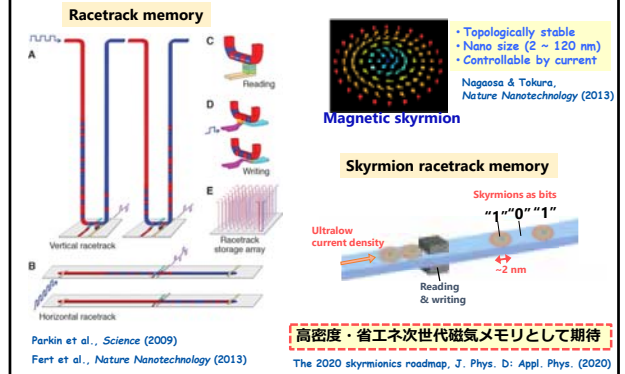 Racetrack memory
A
C
Reading
D
Writing
E
Vertical racetrack
Racetrack
storage array
B
Horizontal racetrack
Parkin et al., Science (2009)
Fert et al., Nature Nanotechnology (2013)
• Topologically stable
• Nano size (2 ~ 120 nm)
• Controllable by current
Nagaosa & Tokura,
Nature Nanotechnology (2013)
Magnetic skyrmion
Skyrmion racetrack memory
Skyrmions as bits
“1” “0” “1”
Ultralow
current density
~2 nm
Reading
& writing
高密度・省エネ次世代磁気メモリとして期待
The 2020 skyrmionics roadmap, J. Phys. D: Appl. Phys. (2020)